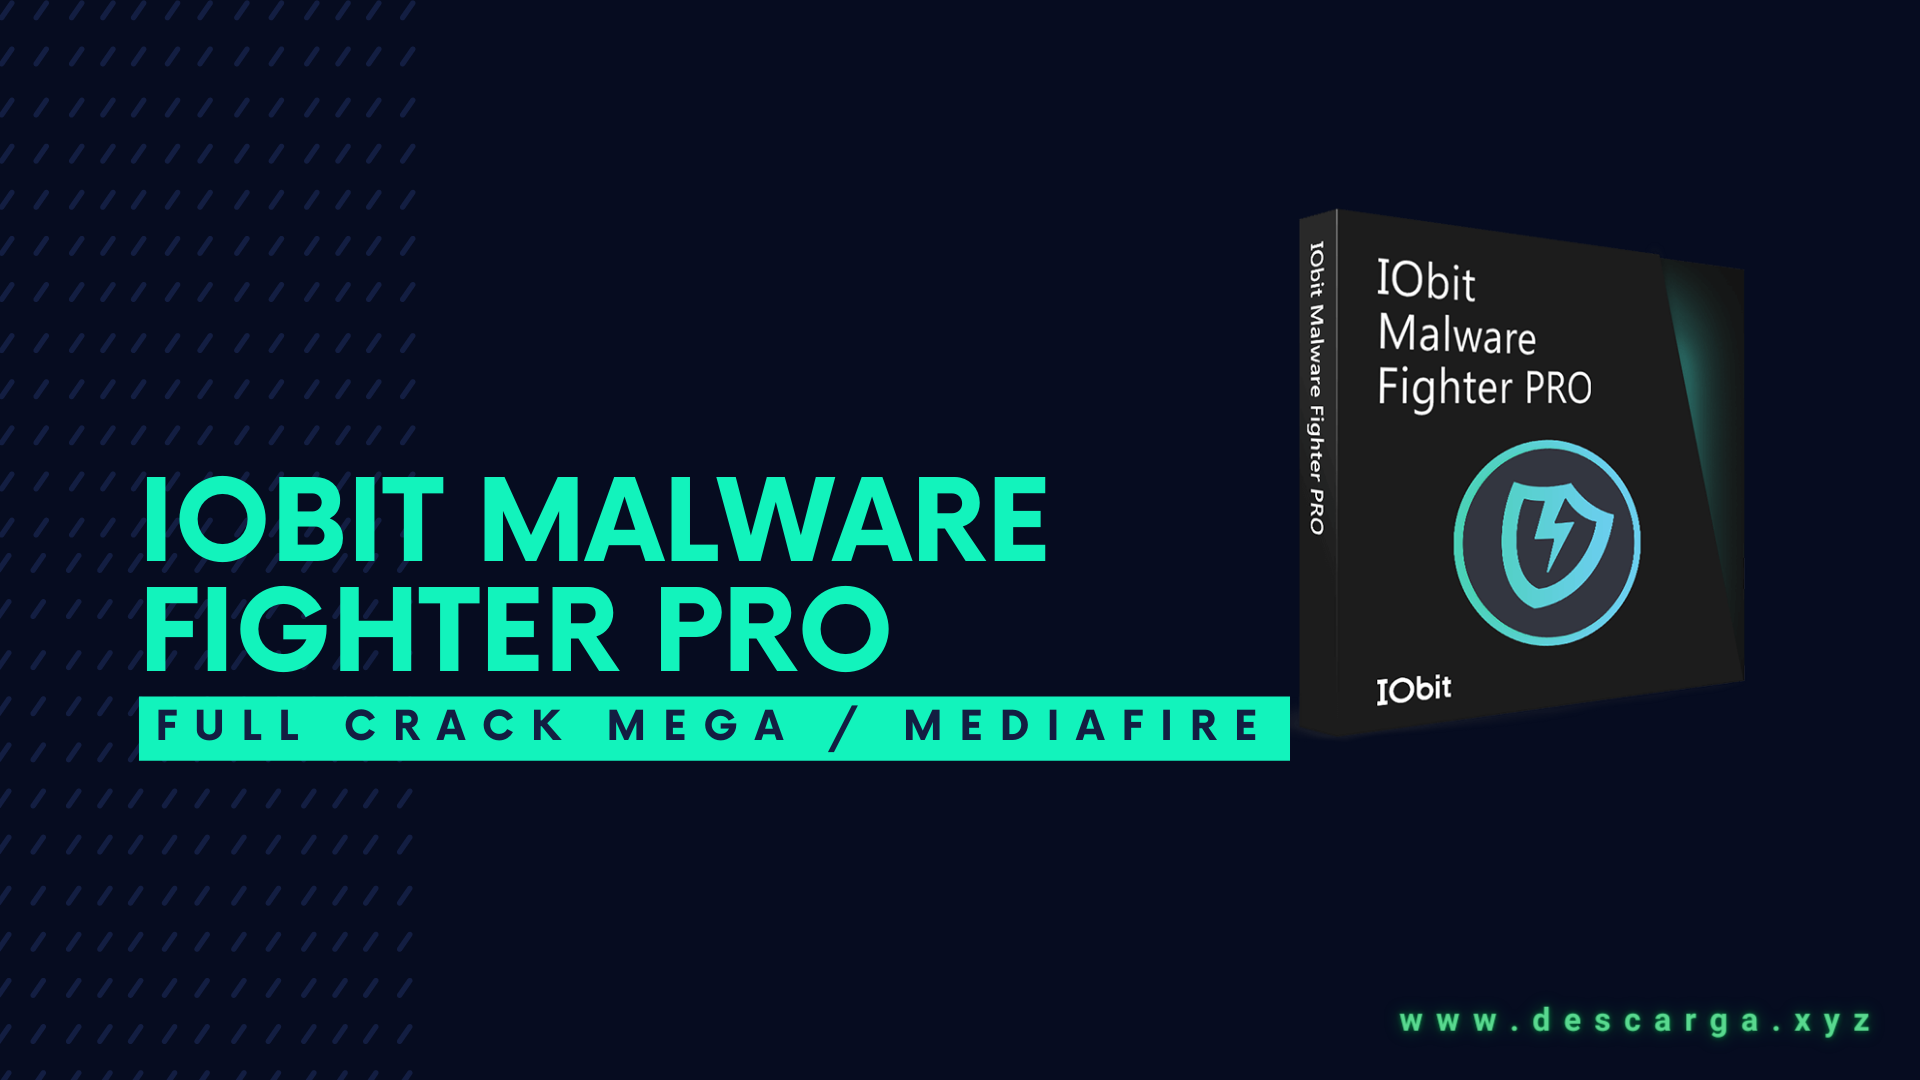 IOBIT MALWARE
FIGHTER PRO
FULL CRACK MEGA / MEDIAFIRE
IObit Malware Fighter PRO
IObit
Malware
Fighter PRO
IObit
www.descarga.xyz